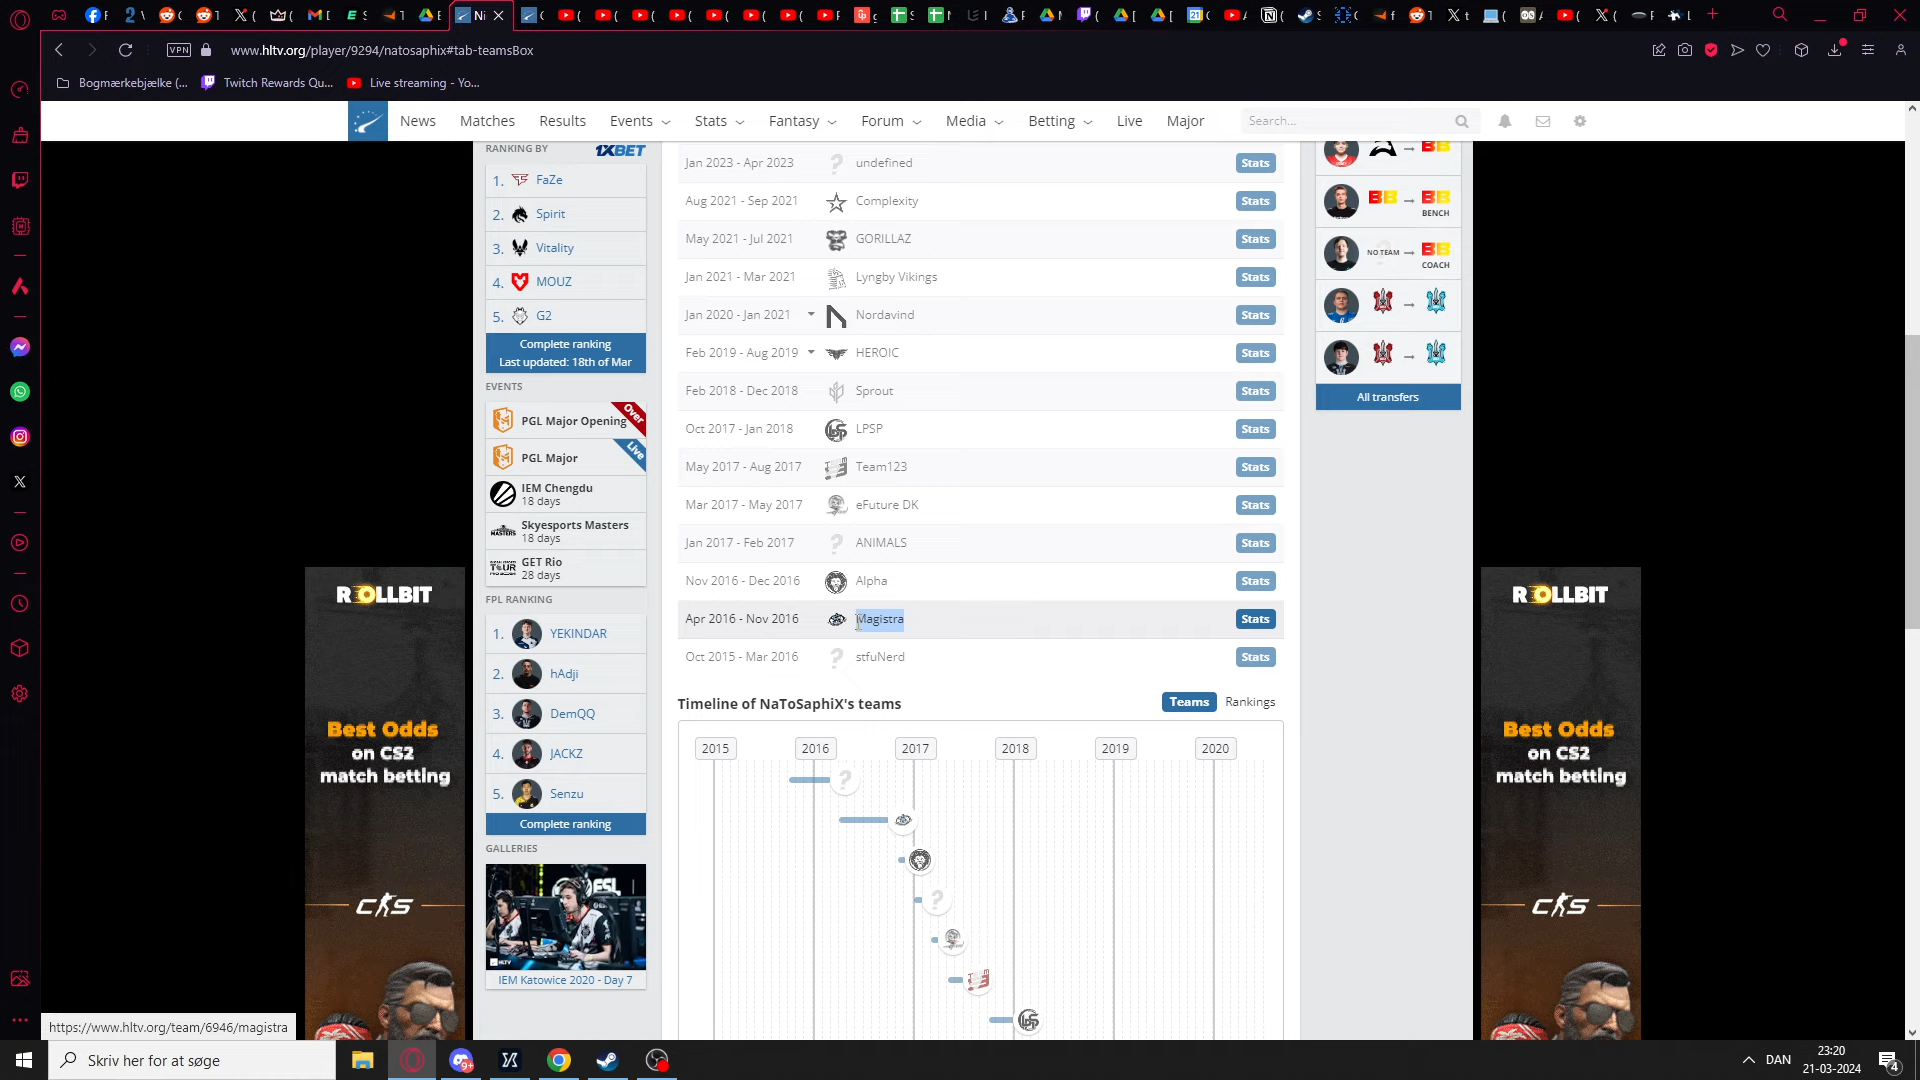 www.hltv.org/player/9294/natosaphix#tab-teamsBox
VPN
Bogmærkebjælke (...
Twitch Rewards Qu...
Live streaming - Yo...
News
Matches
Results
Events
Stats
Fantasy
Forum
Media
Betting
Live
Major
Search...
RANKING BY 1XBET
1. FaZe
2. Spirit
3. Vitality
4. MOUZ
5. G2
Complete ranking
Last updated: 18th of Mar
EVENTS
PGL Major Opening Over
PGL Major Live
IEM Chengdu
18 days
Skyesports Masters
18 days
GET Rio
28 days
FPL RANKING
1. YEKINDAR
2. hAdji
3. DemQQ
4. JACKZ
5. Senzu
Complete ranking
GALLERIES
IEM Katowice 2020 - Day 7
Jan 2023 - Apr 2023 ? undefined Stats
Aug 2021 - Sep 2021 Complexity Stats
May 2021 - Jul 2021 GORILLAZ Stats
Jan 2021 - Mar 2021 Lyngby Vikings Stats
Jan 2020 - Jan 2021 Nordavind Stats
Feb 2019 - Aug 2019 HEROIC Stats
Feb 2018 - Dec 2018 Sprout Stats
Oct 2017 - Jan 2018 LPSP Stats
May 2017 - Aug 2017 Team123 Stats
Mar 2017 - May 2017 eFuture DK Stats
Jan 2017 - Feb 2017 ? ANIMALS Stats
Nov 2016 - Dec 2016 Alpha Stats
Apr 2016 - Nov 2016 Magistra Stats
Oct 2015 - Mar 2016 ? stfuNerd Stats
Timeline of NaToSaphiX's teams
Teams Rankings
2015 2016 2017 2018 2019 2020
BB
BB → BB
BENCH
NO TEAM → BB
COACH
All transfers
ROLLBIT
Best Odds
on CS2
match betting
CS
ROLLBIT
Best Odds
on CS2
match betting
CS
https://www.hltv.org/team/6946/magistra
Skriv her for at søge
DAN
23:20
21-03-2024
4